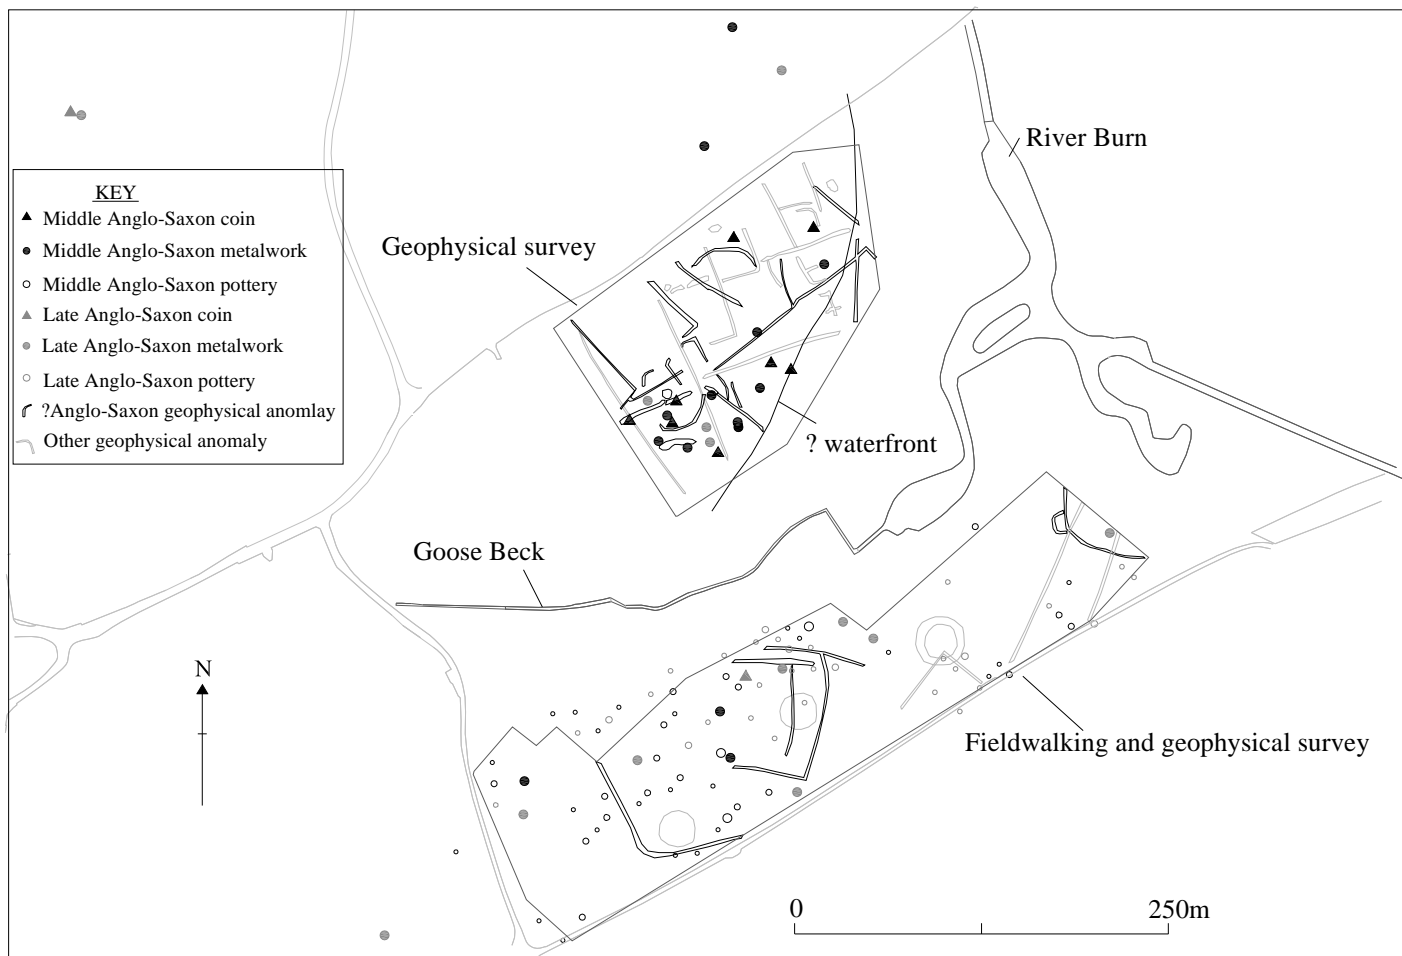 River Burn
KEY
Middle Anglo-Saxon coin
Middle Anglo-Saxon metalwork
Middle Anglo-Saxon pottery
Late Anglo-Saxon coin
Late Anglo-Saxon metalwork
Late Anglo-Saxon pottery
?Anglo-Saxon geophysical anomlay
Other geophysical anomaly
Geophysical survey
? waterfront
Goose Beck
N
Fieldwalking and geophysical survey
0 250m